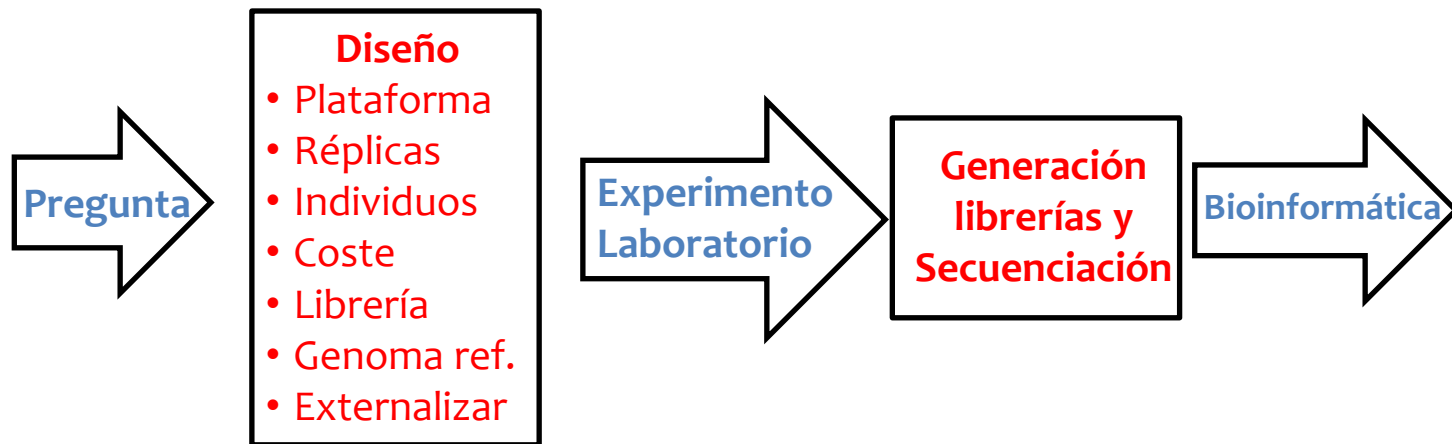 Pregunta
Diseño
• Plataforma
• Réplicas
• Individuos
• Coste
• Librería
• Genoma ref.
• Externalizar
Experimento
Laboratorio
Generación
librerías y
Secuenciación
Bioinformática